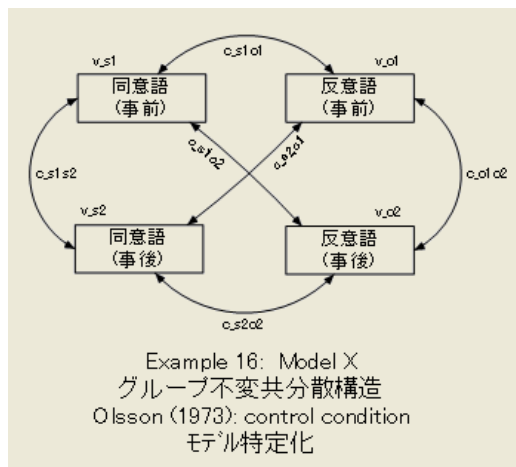 c_s1o1
v_s1
v_o1
同意語
(事前)
反意語
(事前)
c_s1o2
c_s2o1
c_s1s2
c_o1o2
v_s2
v_o2
同意語
(事後)
反意語
(事後)
c_s2o2
Example 16: Model X
グループ不変共分散構造
Olsson (1973): control condition
モデル特定化